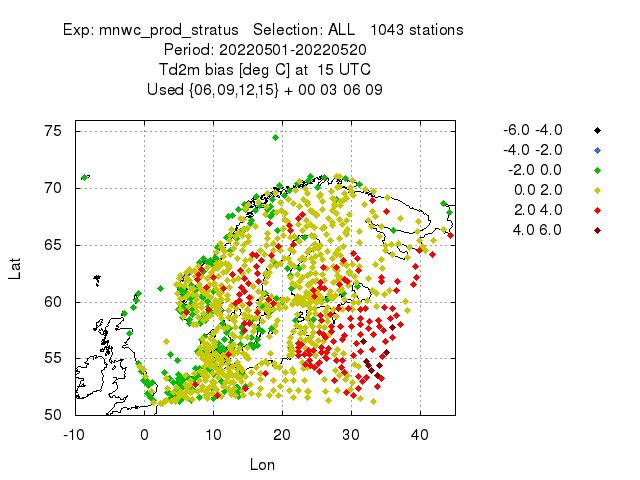 Exp: mnwc_prod_stratus   Selection: ALL   1043 stations
Period: 20220501-20220520
Td2m bias [deg C] at  15 UTC
Used {06,09,12,15} + 00 03 06 09
-6.0 -4.0
-4.0 -2.0
-2.0 0.0
0.0 2.0
2.0 4.0
4.0 6.0
75
70
65
60
55
50
Lat
-10 0 10 20 30 40
Lon